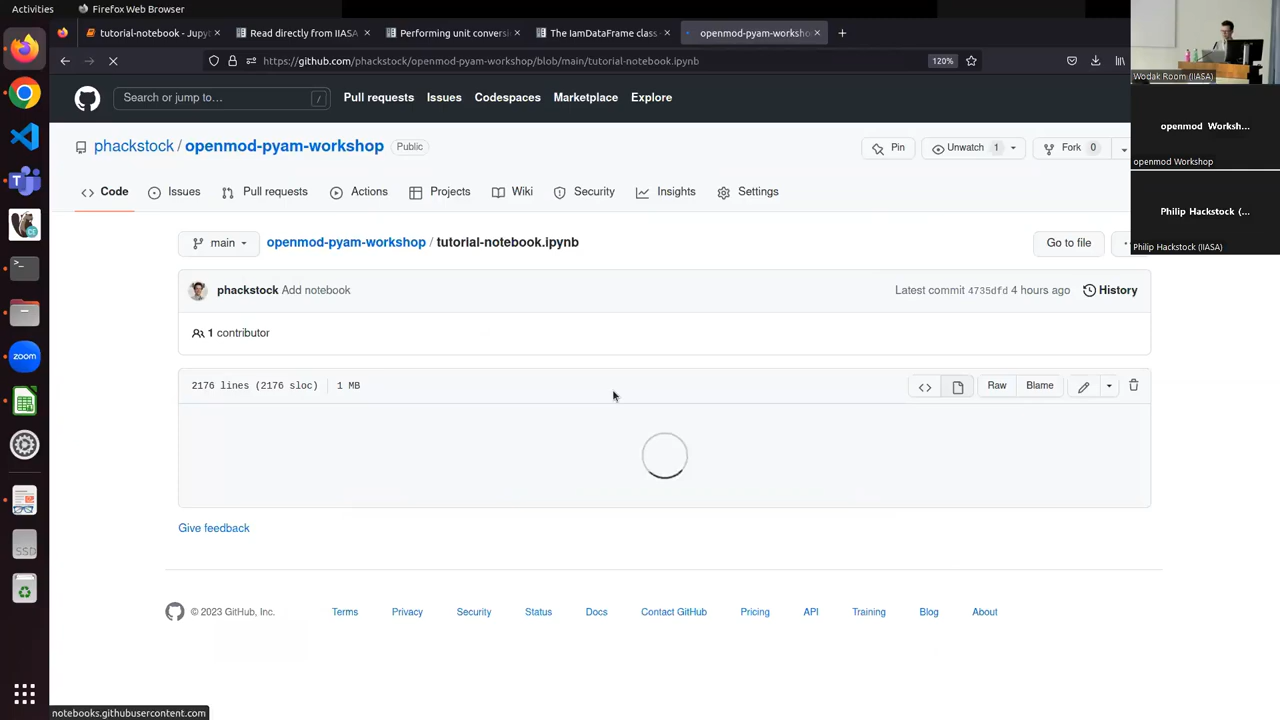 Activities
Firefox Web Browser
tutorial-notebook - Jupyt
Read directly from IIASA
Performing unit conversi
The IamDataFrame class
openmod-pyam-worksho
https://github.com/phackstock/openmod-pyam-workshop/blob/main/tutorial-notebook.ipynb
120%
Search or jump to...
/
Pull requests
Issues
Codespaces
Marketplace
Explore
phackstock / openmod-pyam-workshop
Public
Pin
Unwatch 1
Fork 0
Code
Issues
Pull requests
Actions
Projects
Wiki
Security
Insights
Settings
main
openmod-pyam-workshop / tutorial-notebook.ipynb
Go to file
phackstock Add notebook
Latest commit 4735dfd 4 hours ago
History
1 contributor
2176 lines (2176 sloc)
1 MB
Raw
Blame
Give feedback
© 2023 GitHub, Inc.
Terms
Privacy
Security
Status
Docs
Contact GitHub
Pricing
API
Training
Blog
About
notebooks.githubusercontent.com
zoom
SSD
Wodak Room (IIASA)
openmod Worksh...
openmod Workshop
Philip Hackstock (...
Philip Hackstock (IIASA)